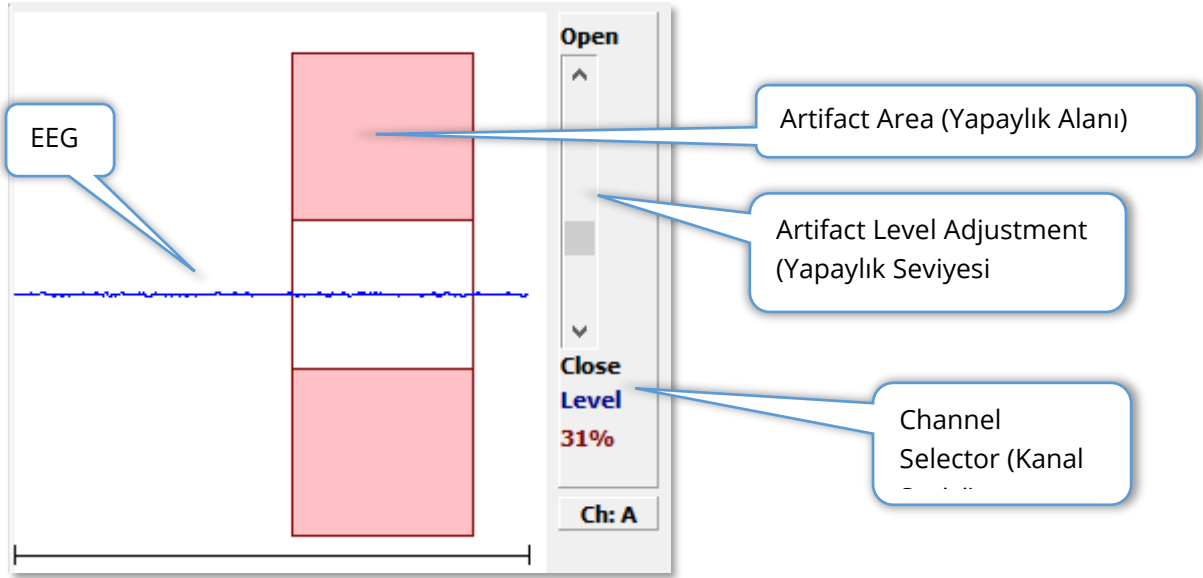 Open
EEG
Artifact Area (Yapaylık Alanı)
Artifact Level Adjustment
(Yapaylık Seviyesi
Close
Level
31%
Channel
Selector (Kanal
Ch: A